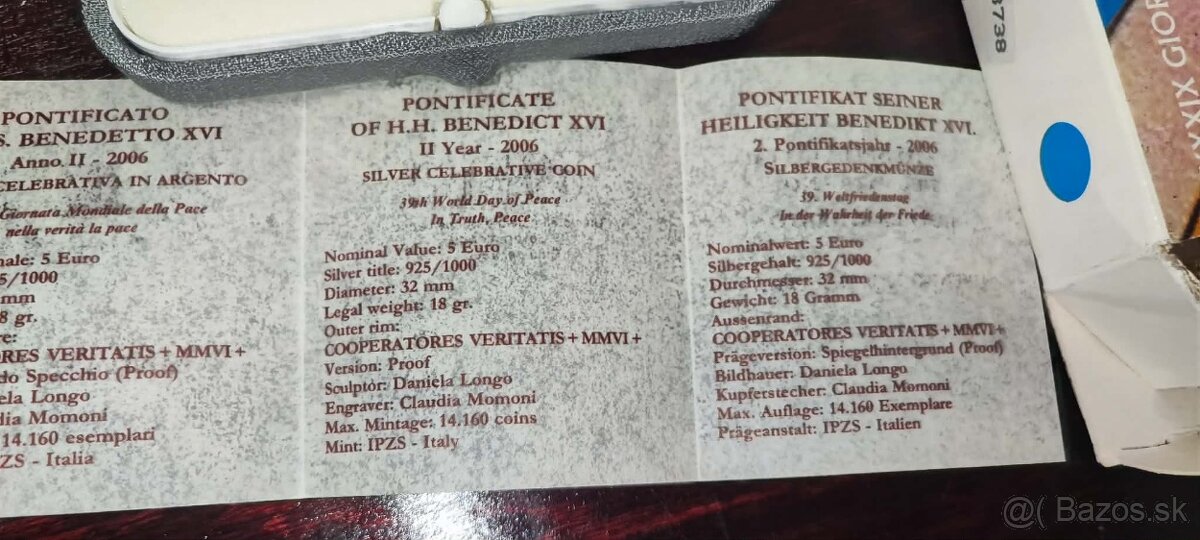 PONTIFICATO
S. BENEDETTO XVI
Anno II - 2006
CELEBRATIVA IN ARGENTO
Giornata Mondiale della Pace
nella verità la pace
nale: 5 Euro
5/1000
mm
8 gr.
re:
ORES VERITATIS + MMVI +
do Specchio (Proof)
ela Longo
dia Momoni
14.160 esemplari
ZS - Italia
PONTIFICATE
OF H.H. BENEDICT XVI
II Year - 2006
SILVER CELEBRATIVE COIN
39th World Day of Peace
In Truth, Peace
Nominal Value: 5 Euro
Silver title: 925/1000
Diameter: 32 mm
Legal weight: 18 gr.
Outer rim:
COOPERATORES VERITATIS + MMVI +
Version: Proof
Sculptor: Daniela Longo
Engraver: Claudia Momoni
Max. Mintage: 14.160 coins
Mint: IPZS - Italy
PONTIFIKAT SEINER
HEILIGKEIT BENEDIKT XVI.
2. Pontifikatsjahr - 2006
SILBERGEDENKMÜNZE
39. Weltfriedenstag
In der Wahrheit der Friede
Nominalwert: 5 Euro
Silbergehalt: 925/1000
Durchmesser: 32 mm
Gewicht: 18 Gramm
Aussenrand:
COOPERATORES VERITATIS + MMVI +
Prägeversion: Spiegelhintergrund (Proof)
Bildhauer: Daniela Longo
Kupferstecher: Claudia Momoni
Max. Auflage: 14.160 Exemplare
Prägeanstalt: IPZS - Italien
3738
XXXIX GIOR
@( Bazos.sk